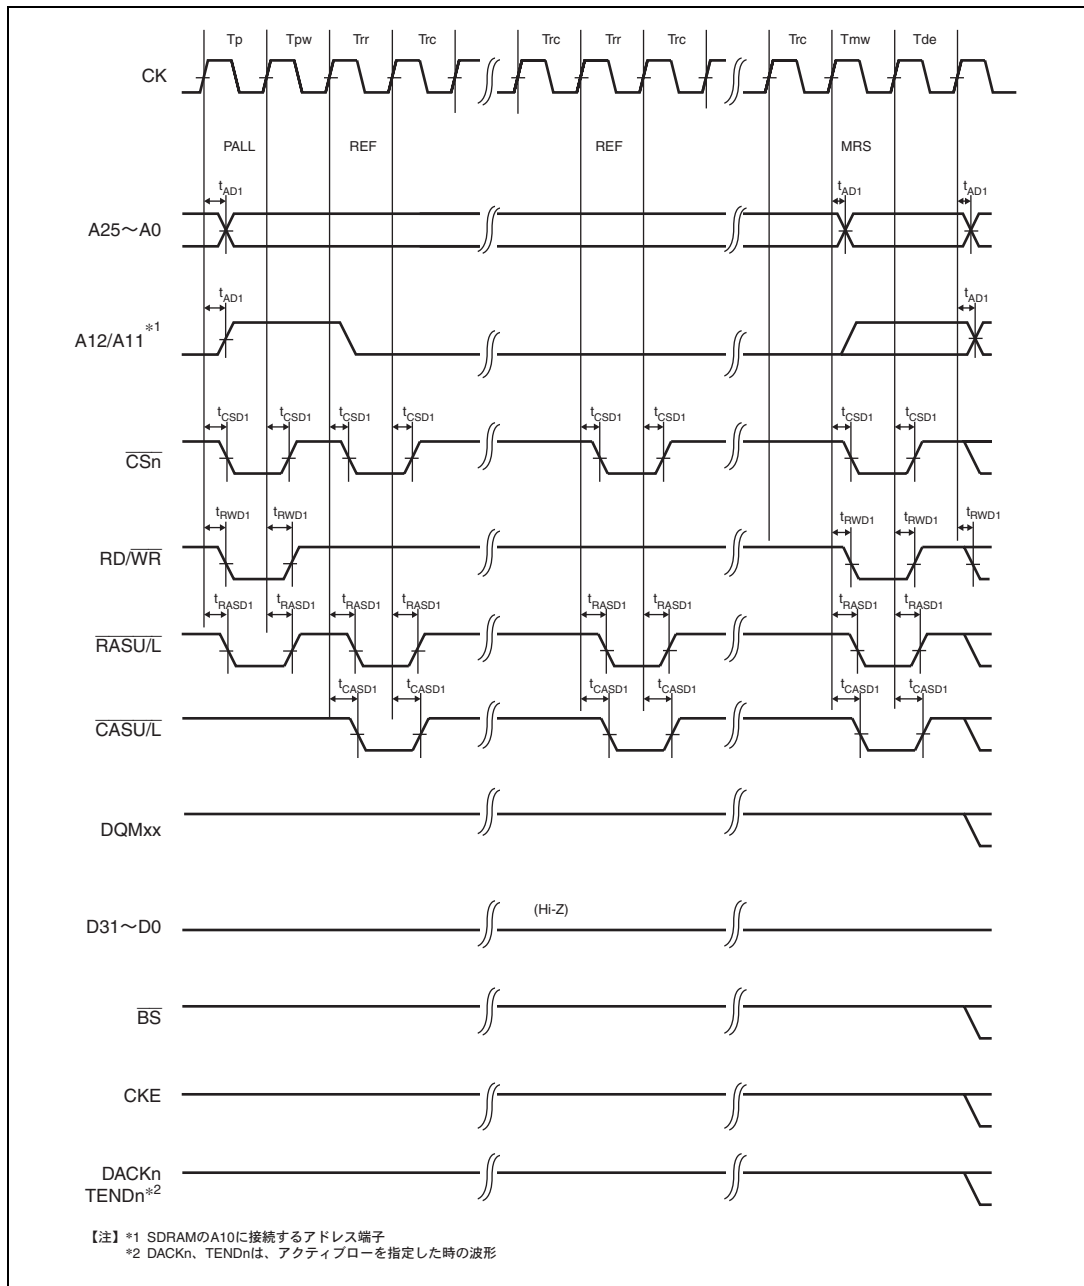 Tp Tpw Trr Trc Trc Trr Trc Trc Tmw Tde
CK
PALL REF REF MRS
tAD1 tAD1 tAD1
A25～A0
tAD1 tAD1
A12/A11*1
tCSD1 tCSD1 tCSD1 tCSD1 tCSD1 tCSD1 tCSD1 tCSD1
CSn
tRWD1 tRWD1 tRWD1 tRWD1 tRWD1
RD/WR
tRASD1 tRASD1 tRASD1 tRASD1 tRASD1 tRASD1 tRASD1 tRASD1
RASU/L
tCASD1 tCASD1 tCASD1 tCASD1 tCASD1 tCASD1
CASU/L
DQMxx
(Hi-Z)
D31～D0
BS
CKE
DACKn
TENDn*2
【注】*1 SDRAMのA10に接続するアドレス端子
*2 DACKn、TENDnは、アクティブローを指定した時の波形